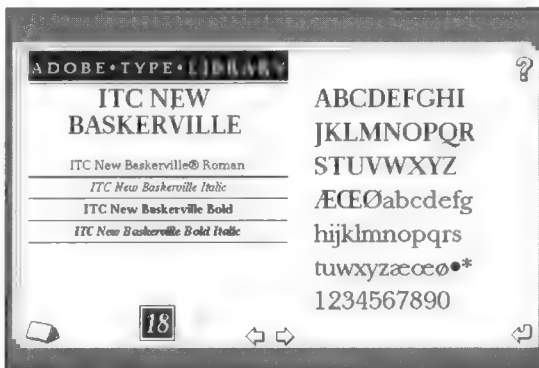 ADOBE•TYPE•LIBRARY
ITC NEW
BASKERVILLE
ITC New Baskerville® Roman
ITC New Baskerville Italic
ITC New Baskerville Bold
ITC New Baskerville Bold Italic
18
ABCDEFGHI
JKLMNOPQR
STUVWXYZ
ÆŒØabcdefg
hijklmnopqrs
tuwxyzæœø•*
1234567890
?